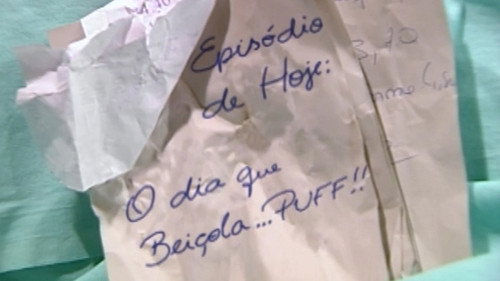 Episódio
de Hoje:
O dia que
Beiçola...PUFF!!